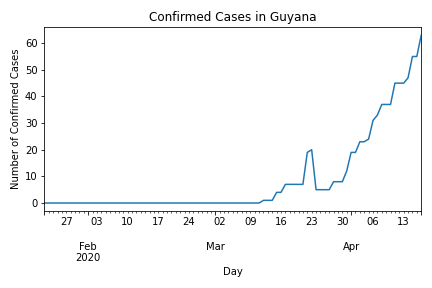 Confirmed Cases in Guyana
Number of Confirmed Cases
60
50
40
30
20
10
0
27 03 10 17 24 02 09 16 23 30 06 13
Feb Mar Apr
2020
Day